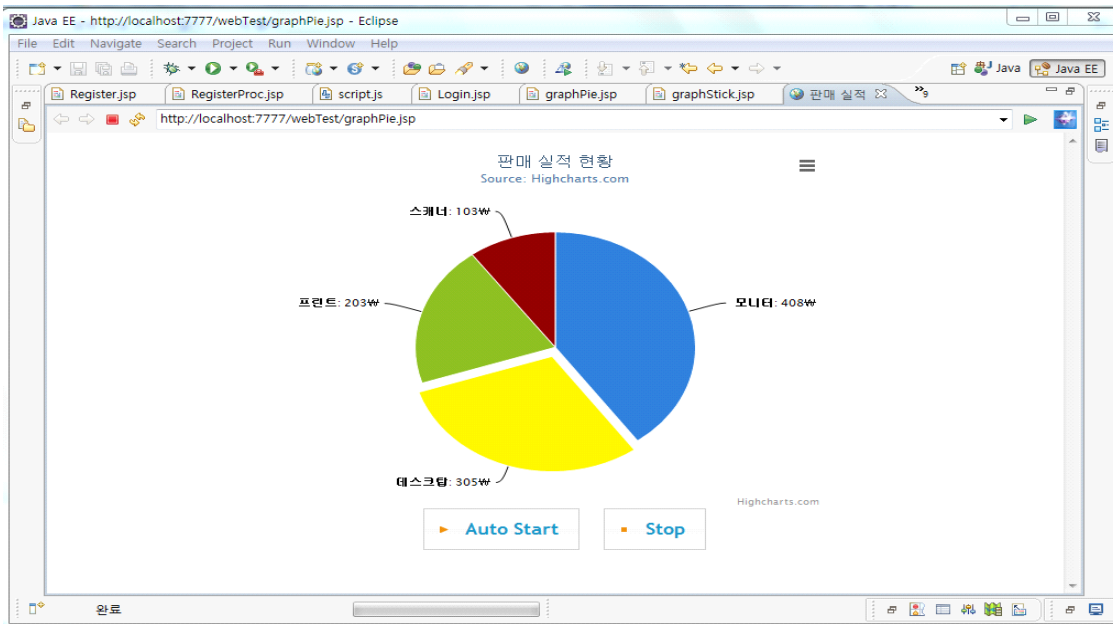 Java EE - http://localhost:7777/webTest/graphPie.jsp - Eclipse
File Edit Navigate Search Project Run Window Help
Java Java EE
Register.jsp RegisterProc.jsp script.js Login.jsp graphPie.jsp graphStick.jsp 판매 실적 »9
http://localhost:7777/webTest/graphPie.jsp
판매 실적 현황
Source: Highcharts.com
스캐너: 103₩
프린트: 203₩
모니터: 408₩
데스크탑: 305₩
Highcharts.com
Auto Start Stop
완료